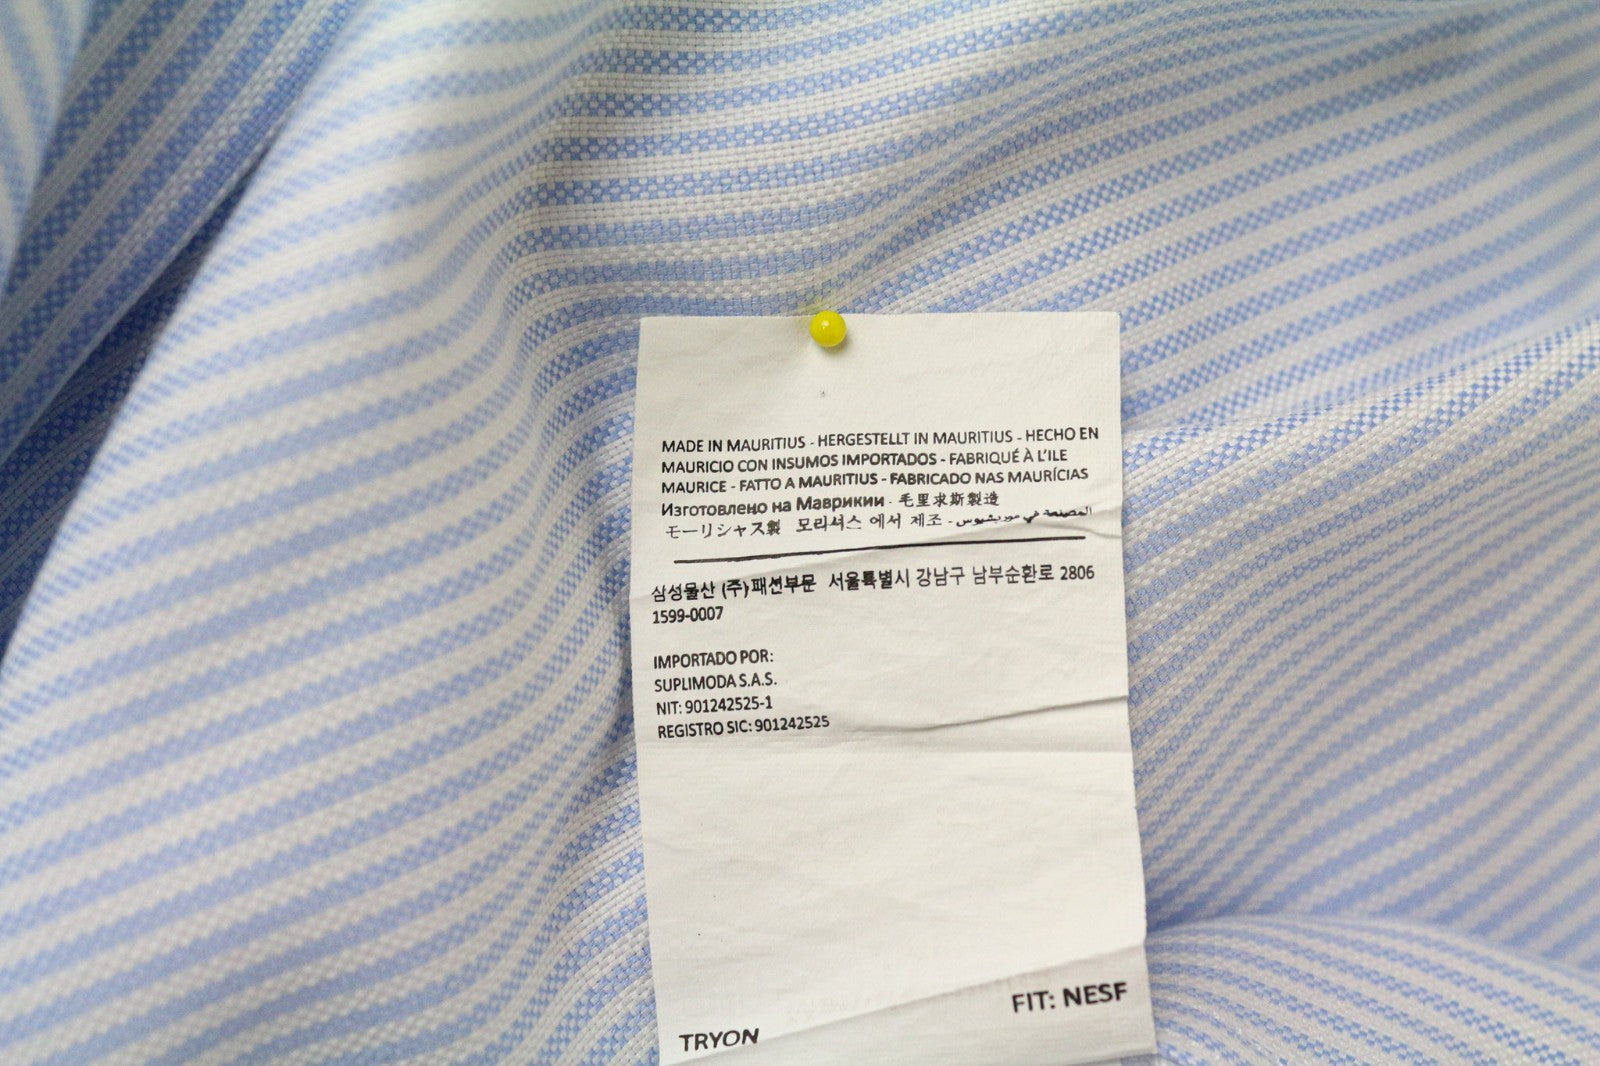 MADE IN MAURITIUS - HERGESTELLT IN MAURITIUS - HECHO EN
MAURICIO CON INSUMOS IMPORTADOS - FABRIQUÉ À L'ILE
MAURICE - FATTO A MAURITIUS - FABRICADO NAS MAURÍCIAS
Изготовлено на Маврикии - 毛里求斯製造
モーリシャス製 모리셔스 에서 제조 - المصنعة في موريشيوس
삼성물산 (주)패션부문 서울특별시 강남구 남부순환로 2806
1599-0007
IMPORTADO POR:
SUPLIMODA S.A.S.
NIT: 901242525-1
REGISTRO SIC: 901242525
FIT: NESF
TRYON